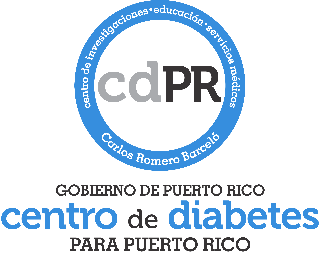 centro de investigaciones • educación • servicios médicos
cdPR
Carlos Romero Barceló
GOBIERNO DE PUERTO RICO
centro de diabetes
PARA PUERTO RICO